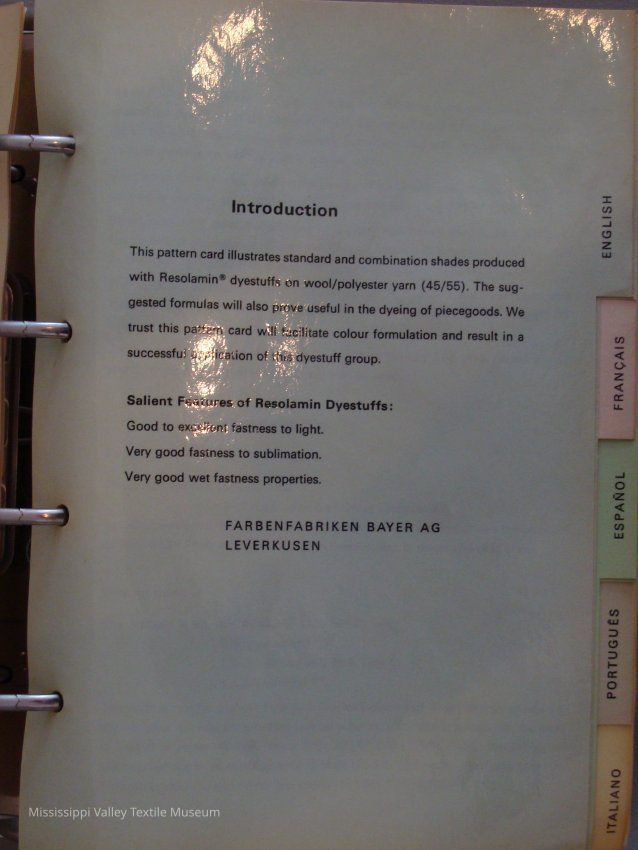 Introduction
This pattern card illustrates standard and combination shades produced
with Resolamin® dyestuffs on wool/polyester yarn (45/55). The sug-
gested formulas will also prove useful in the dyeing of piecegoods. We
trust this pattern card will facilitate colour formulation and result in a
successful application of this dyestuff group.
Salient Features of Resolamin Dyestuffs:
Good to excellent fastness to light.
Very good fastness to sublimation.
Very good wet fastness properties.
FARBENFABRIKEN BAYER AG
LEVERKUSEN
ENGLISH
FRANÇAIS
ESPAÑOL
PORTUGUÊS
ITALIANO
Mississippi Valley Textile Museum